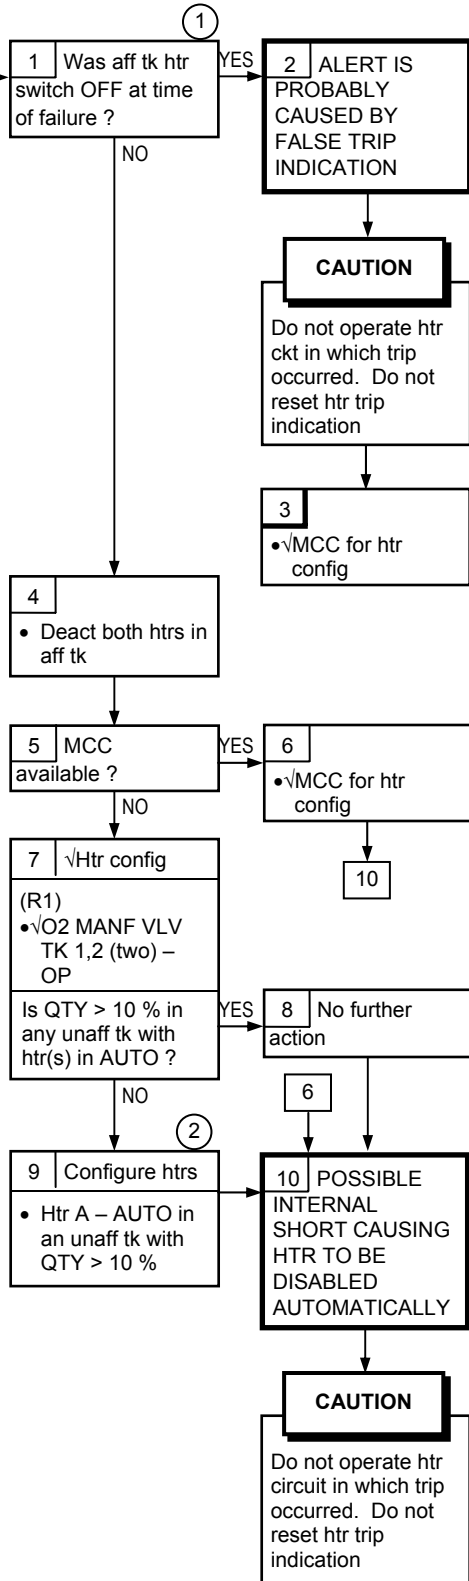 1
1 Was aff tk htr
switch OFF at time
of failure ?
YES
NO
2 ALERT IS
PROBABLY
CAUSED BY
FALSE TRIP
INDICATION
CAUTION
Do not operate htr
ckt in which trip
occurred. Do not
reset htr trip
indication
3
•√MCC for htr
config
4
• Deact both htrs in
aff tk
5 MCC
available ?
YES
NO
6
•√MCC for htr
config
10
7 √Htr config
(R1)
•√O2 MANF VLV
TK 1,2 (two) –
OP
Is QTY > 10 % in
any unaff tk with
htr(s) in AUTO ?
YES
NO
8 No further
action
6
2
9 Configure htrs
• Htr A – AUTO in
an unaff tk with
QTY > 10 %
10 POSSIBLE
INTERNAL
SHORT CAUSING
HTR TO BE
DISABLED
AUTOMATICALLY
CAUTION
Do not operate htr
circuit in which trip
occurred. Do not
reset htr trip
indication